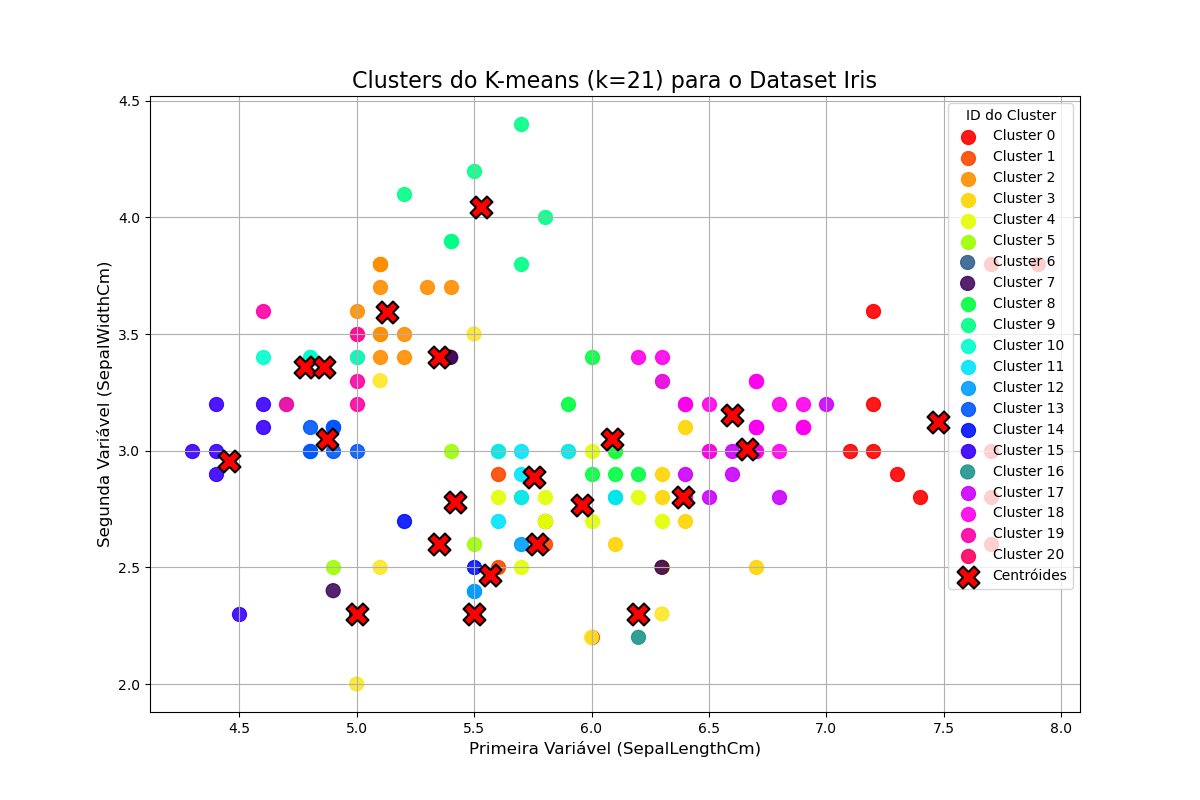 Clusters do K-means (k=21) para o Dataset Iris
4.5
4.0
3.5
3.0
2.5
2.0
Segunda Variável (SepalWidthCm)
ID do Cluster
Cluster 0
Cluster 1
Cluster 2
Cluster 3
Cluster 4
Cluster 5
Cluster 6
Cluster 7
Cluster 8
Cluster 9
Cluster 10
Cluster 11
Cluster 12
Cluster 13
Cluster 14
Cluster 15
Cluster 16
Cluster 17
Cluster 18
Cluster 19
Cluster 20
Centróides
4.5 5.0 5.5 6.0 6.5 7.0 7.5 8.0
Primeira Variável (SepalLengthCm)